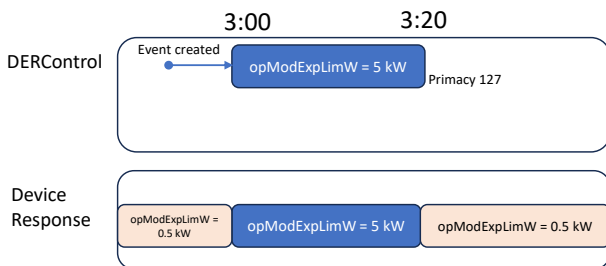 3:00
3:20
Event created
DERControl
opModExpLimW = 5 kW
Primacy 127
Device
Response
opModExpLimW =
0.5 kW
opModExpLimW = 5 kW
opModExpLimW = 0.5 kW